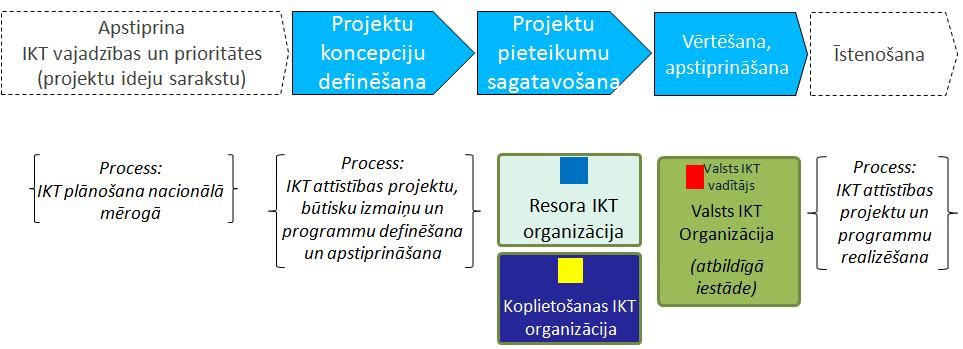 Apstiprina
IKT vajadzības un prioritātes
(projektu ideju sarakstu)
Projektu
koncepciju
definēšana
Projektu
pieteikumu
sagatavošana
Vērtēšana,
apstiprināšana
Īstenošana
Process:
IKT plānošana nacionālā
mērogā
Process:
IKT attīstības projektu,
būtisku izmaiņu un
programmu definēšana
un apstiprināšana
Resora IKT
organizācija
Koplietošanas IKT
organizācija
Valsts IKT
vadītājs
Valsts IKT
Organizācija
(atbildīgā
iestāde)
Process:
IKT attīstības
projektu un
programmu
realizēšana